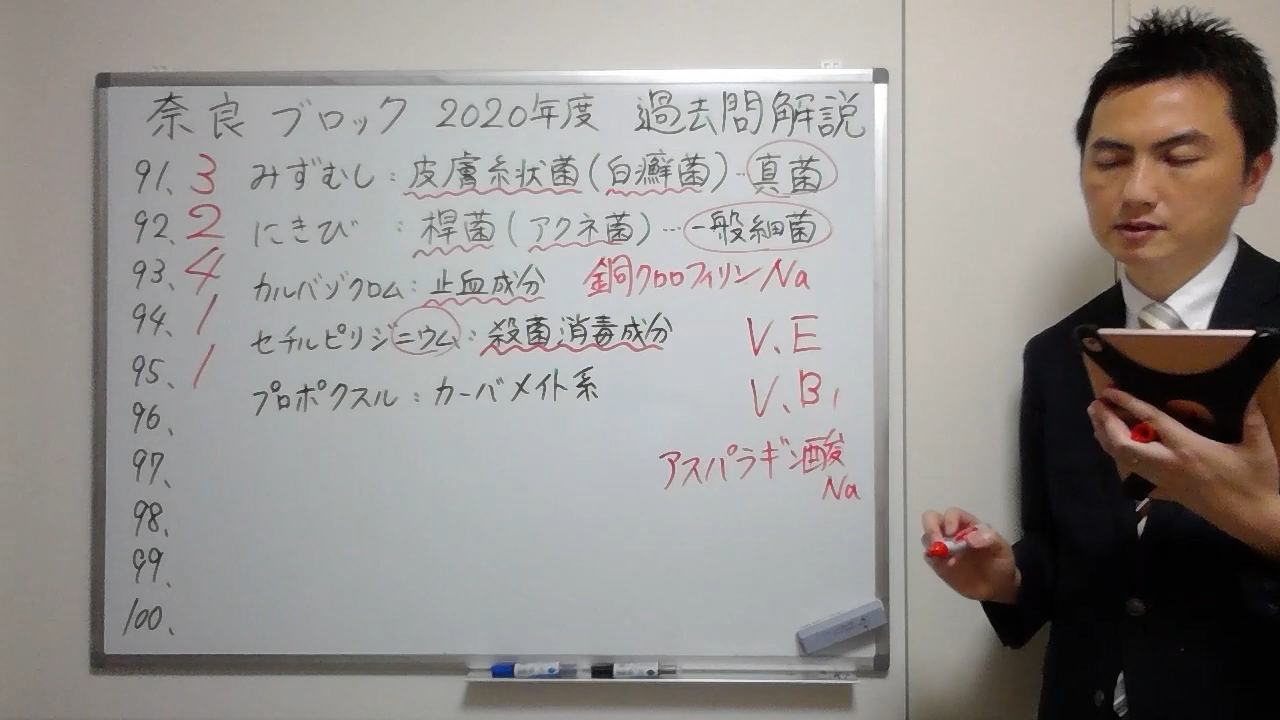 奈良ブロック 2020年度 過去問解説
91、3 みずむし:皮膚糸状菌(白癬菌)…真菌
92、2 にきび:桿菌(アクネ菌)…一般細菌
93、4 カルバゾクロム:止血成分 銅クロロフィリンNa
94、1 セチルピリジニウム:殺菌消毒成分 V、E
95、1 プロポクスル:カーバメイト系 V、B1
96、
97、 アスパラギン酸
98、 Na
99、
100、